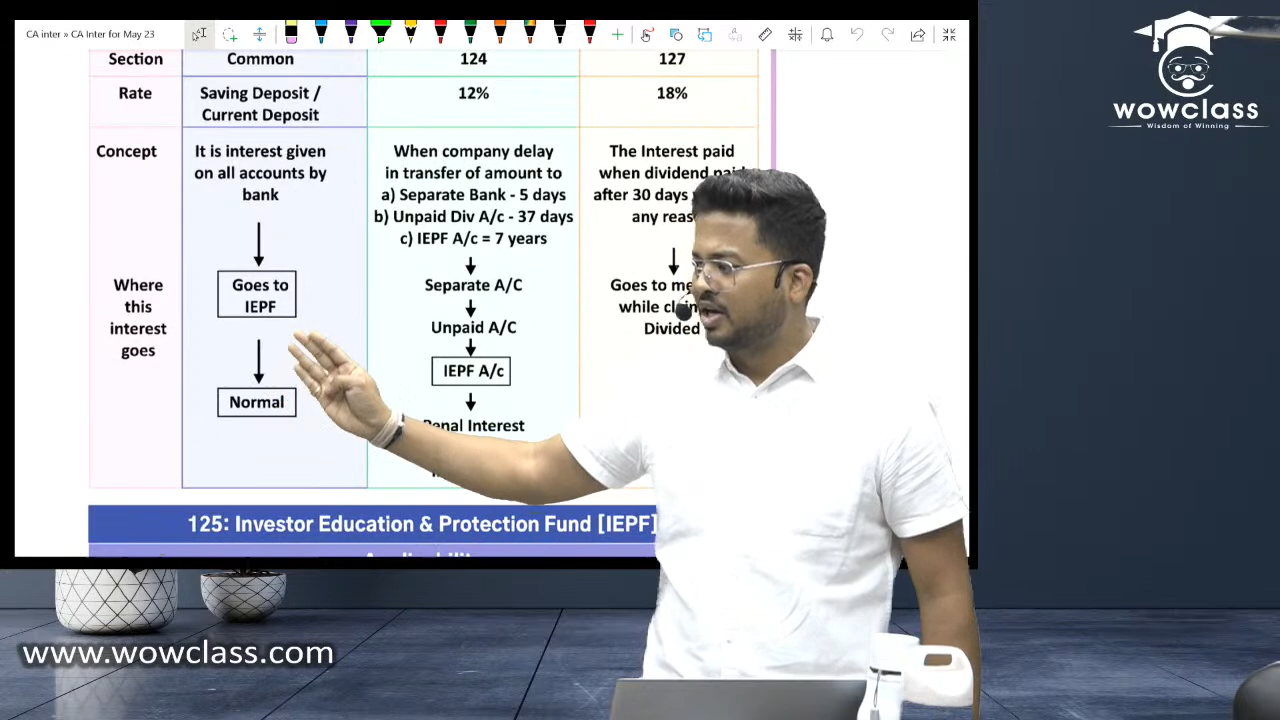 CA inter » CA Inter for May 23
wowclass
Wisdom of Winning
Section Common 124 127
Rate Saving Deposit / 12% 18%
Current Deposit
Concept It is interest given When company delay The Interest paid
on all accounts by in transfer of amount to when dividend paid
bank a) Separate Bank - 5 days after 30 days
b) Unpaid Div A/c - 37 days any
c) IEPF A/c = 7 years
Where Goes to Separate A/C Goes to
this IEPF while
interest Unpaid A/C Divided
goes
IEPF A/c
Normal
Penal Interest
125: Investor Education & Protection Fund [IEPF]
www.wowclass.com